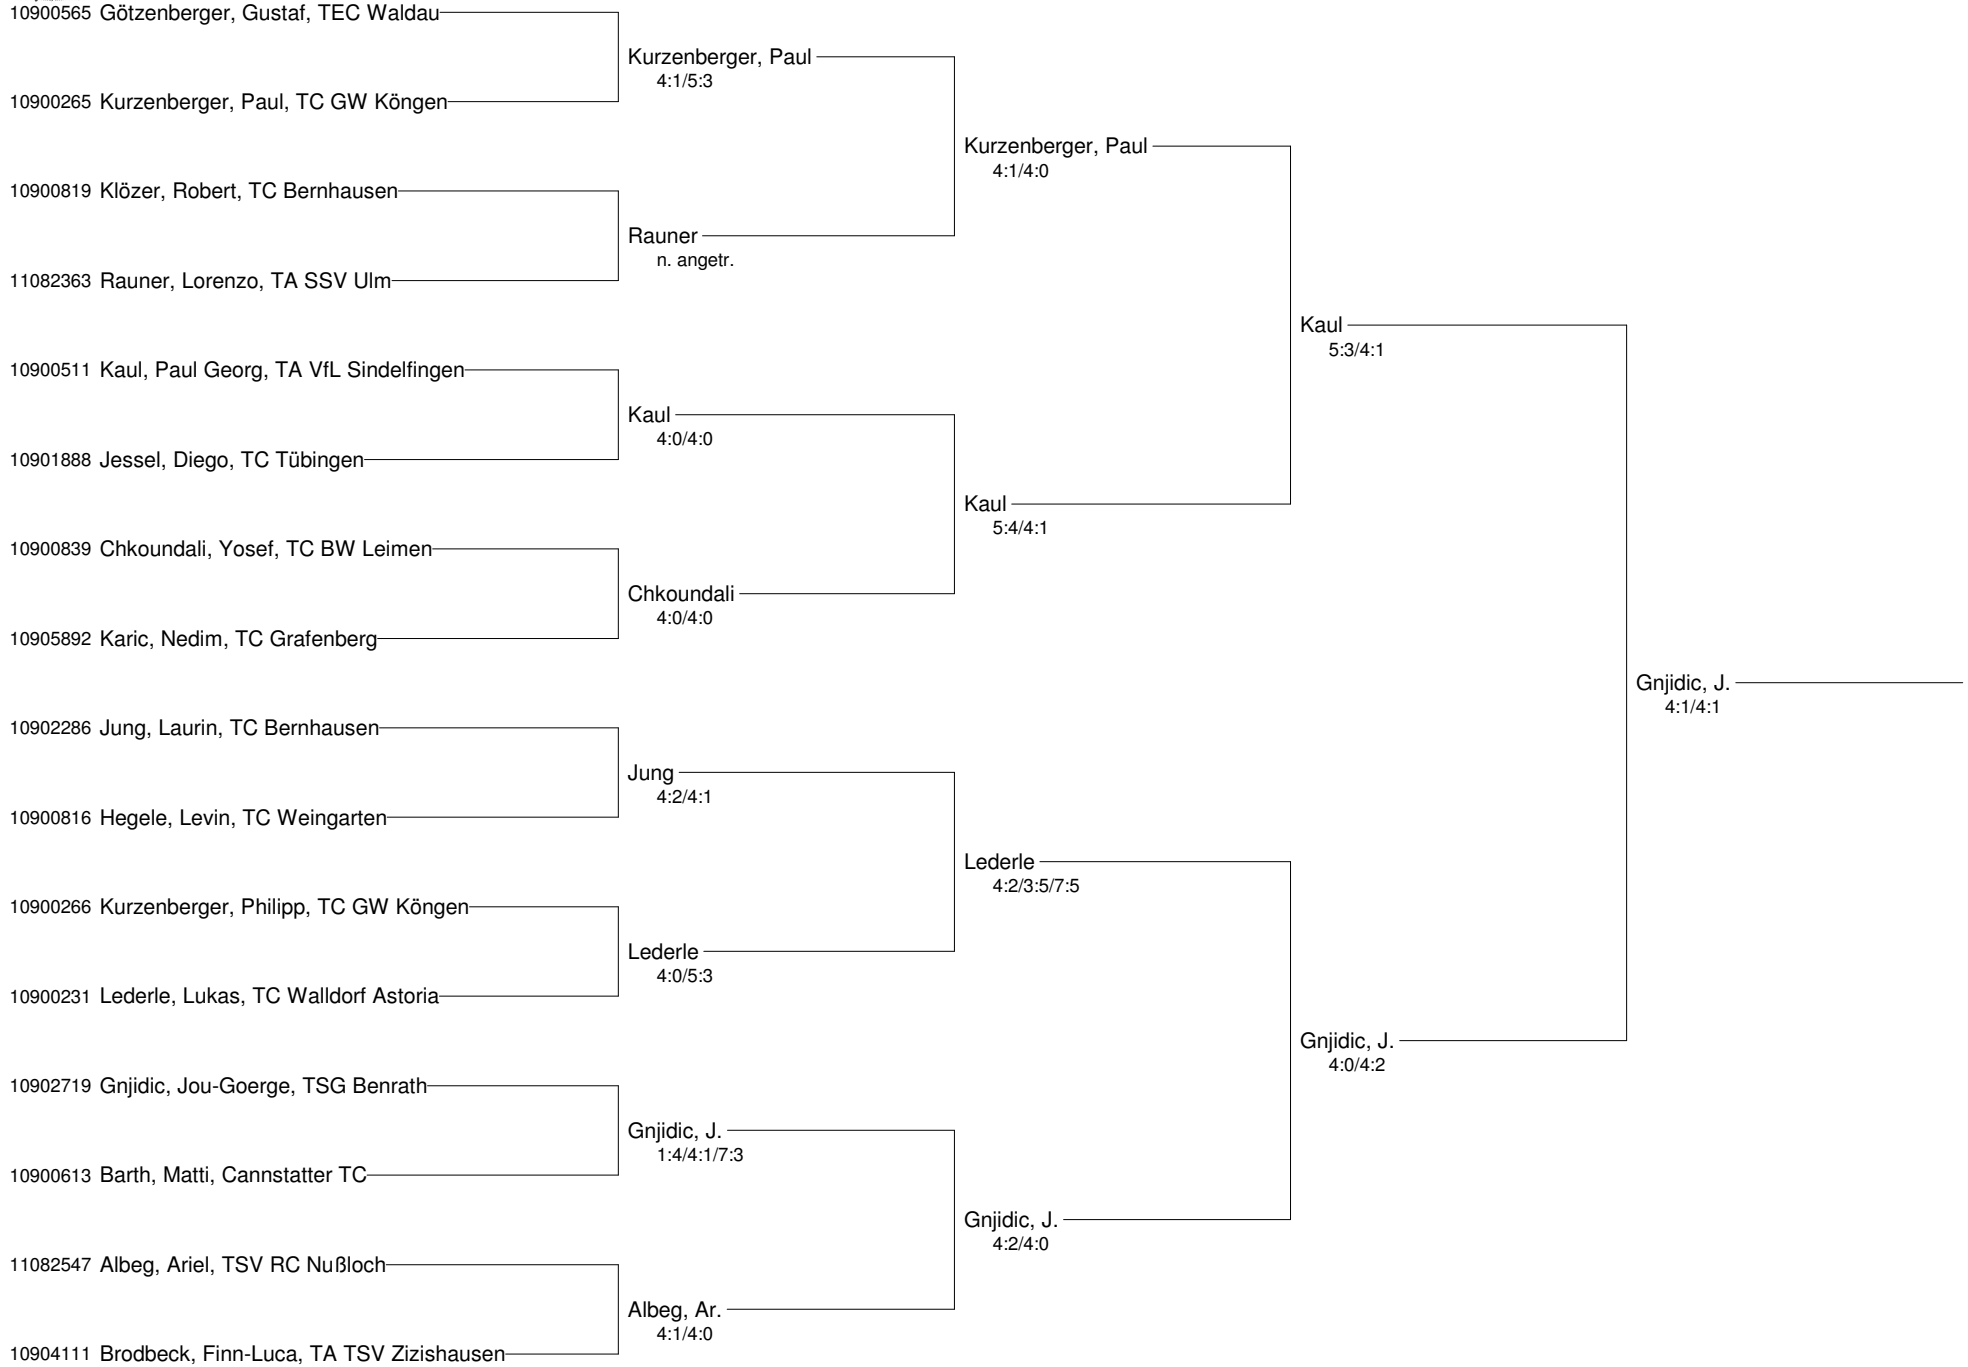 10900565 Götzenberger, Gustaf, TEC Waldau
Kurzenberger, Paul
4:1/5:3
10900265 Kurzenberger, Paul, TC GW Köngen
Kurzenberger, Paul
4:1/4:0
10900819 Klözer, Robert, TC Bernhausen
Rauner
n. angetr.
11082363 Rauner, Lorenzo, TA SSV Ulm
Kaul
5:3/4:1
10900511 Kaul, Paul Georg, TA VfL Sindelfingen
Kaul
4:0/4:0
10901888 Jessel, Diego, TC Tübingen
Kaul
5:4/4:1
10900839 Chkoundali, Yosef, TC BW Leimen
Chkoundali
4:0/4:0
10905892 Karic, Nedim, TC Grafenberg
Gnjidic, J.
4:1/4:1
10902286 Jung, Laurin, TC Bernhausen
Jung
4:2/4:1
10900816 Hegele, Levin, TC Weingarten
Lederle
4:2/3:5/7:5
10900266 Kurzenberger, Philipp, TC GW Köngen
Lederle
4:0/5:3
10900231 Lederle, Lukas, TC Walldorf Astoria
Gnjidic, J.
4:0/4:2
10902719 Gnjidic, Jou-Goerge, TSG Benrath
Gnjidic, J.
1:4/4:1/7:3
10900613 Barth, Matti, Cannstatter TC
Gnjidic, J.
4:2/4:0
11082547 Albeg, Ariel, TSV RC Nußloch
Albeg, Ar.
4:1/4:0
10904111 Brodbeck, Finn-Luca, TA TSV Zizishausen